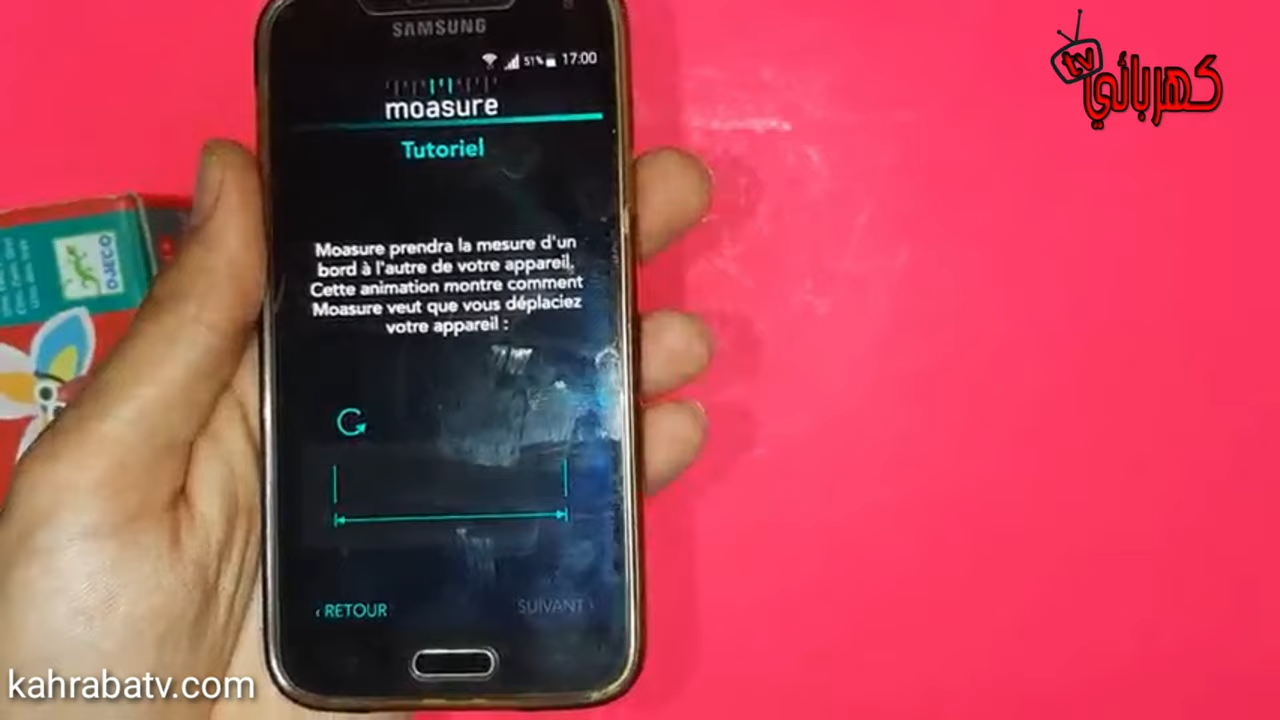 SAMSUNG
51% 17:00
moasure
Tutoriel
Moasure prendra la mesure d'un
bord à l'autre de votre appareil.
Cette animation montre comment
Moasure veut que vous déplaciez
votre appareil :
‹ RETOUR
SUIVANT ›
DJECO
tv
كهربائي
kahrabatv.com